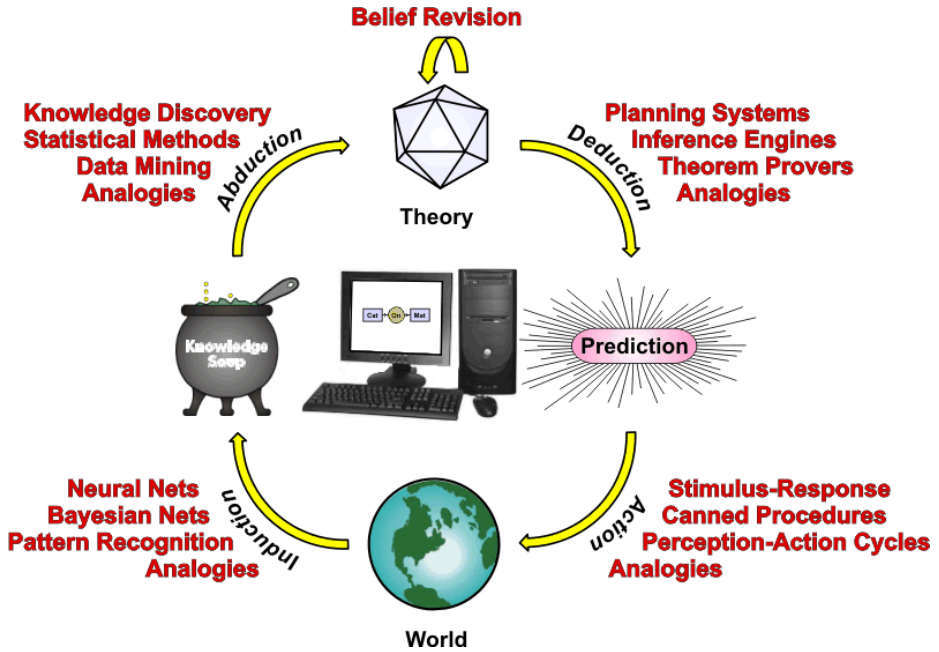 Belief Revision
Knowledge Discovery
Statistical Methods
Data Mining
Analogies
Abduction
Theory
Deduction
Planning Systems
Inference Engines
Theorem Provers
Analogies
Knowledge
Soup
Cat
On
Mat
Prediction
Neural Nets
Bayesian Nets
Pattern Recognition
Analogies
Induction
World
Action
Stimulus-Response
Canned Procedures
Perception-Action Cycles
Analogies